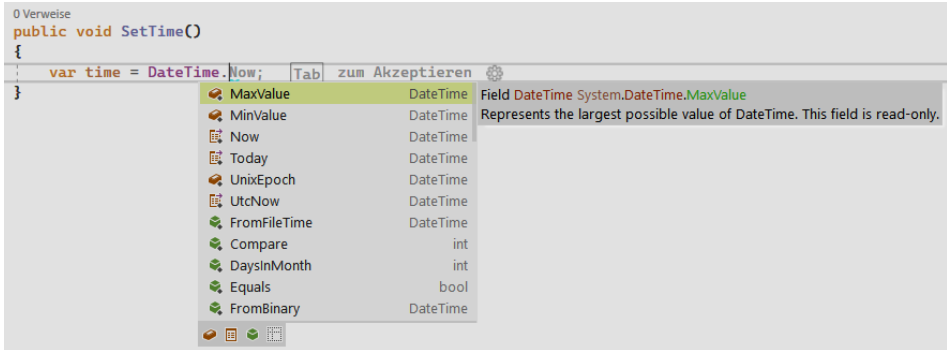 0 Verweise
public void SetTime()
{
var time = DateTime.Now; Tab zum Akzeptieren
}
MaxValue DateTime
MinValue DateTime
Now DateTime
Today DateTime
UnixEpoch DateTime
UtcNow DateTime
FromFileTime DateTime
Compare int
DaysInMonth int
Equals bool
FromBinary DateTime
Field DateTime System.DateTime.MaxValue
Represents the largest possible value of DateTime. This field is read-only.